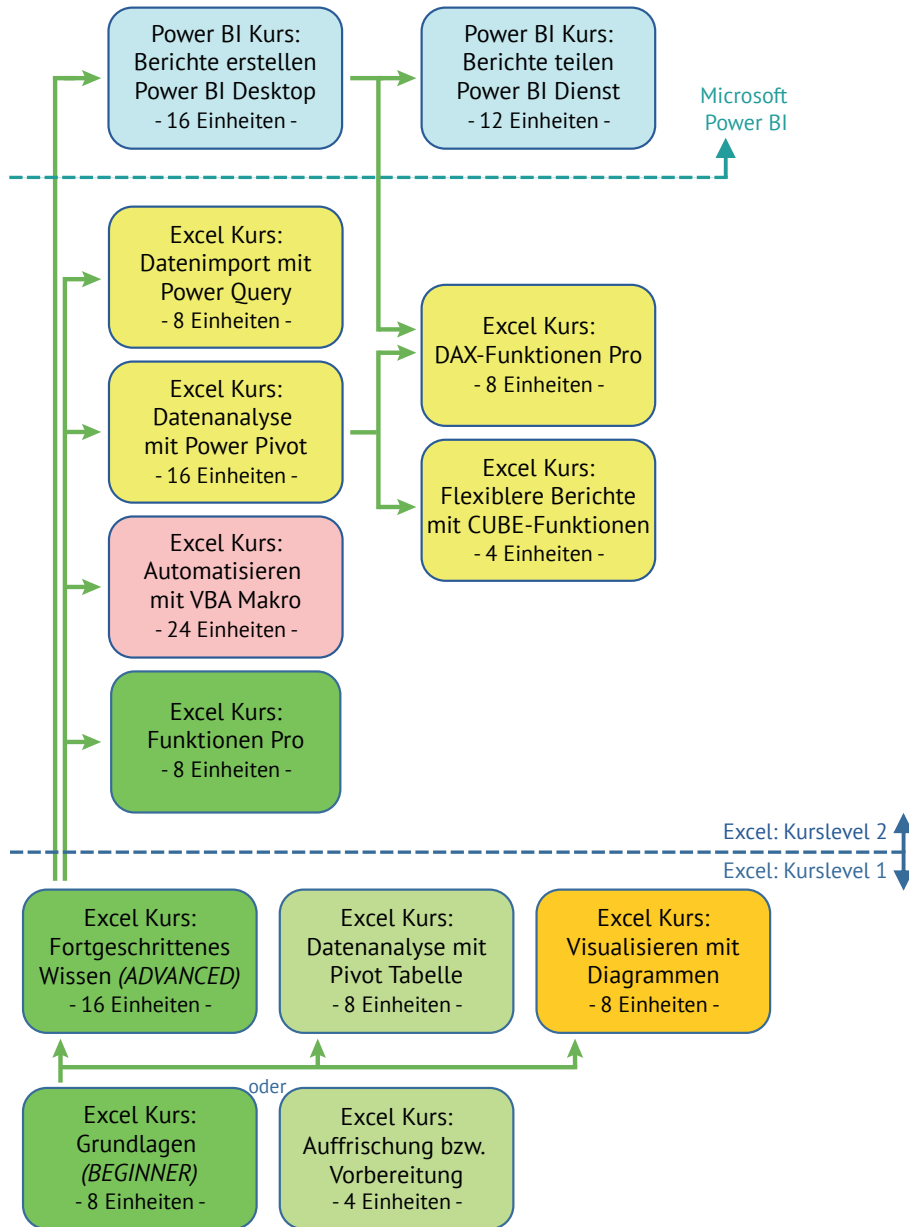 Power BI Kurs:
Berichte erstellen
Power BI Desktop
- 16 Einheiten -
Power BI Kurs:
Berichte teilen
Power BI Dienst
- 12 Einheiten -
Microsoft
Power BI
Excel Kurs:
Datenimport mit
Power Query
- 8 Einheiten -
Excel Kurs:
DAX-Funktionen Pro
- 8 Einheiten -
Excel Kurs:
Datenanalyse
mit Power Pivot
- 16 Einheiten -
Excel Kurs:
Flexiblere Berichte
mit CUBE-Funktionen
- 4 Einheiten -
Excel Kurs:
Automatisieren
mit VBA Makro
- 24 Einheiten -
Excel Kurs:
Funktionen Pro
- 8 Einheiten -
Excel: Kurslevel 2
Excel: Kurslevel 1
Excel Kurs:
Fortgeschrittenes
Wissen (ADVANCED)
- 16 Einheiten -
Excel Kurs:
Datenanalyse mit
Pivot Tabelle
- 8 Einheiten -
Excel Kurs:
Visualisieren mit
Diagrammen
- 8 Einheiten -
oder
Excel Kurs:
Grundlagen
(BEGINNER)
- 8 Einheiten -
Excel Kurs:
Auffrischung bzw.
Vorbereitung
- 4 Einheiten -